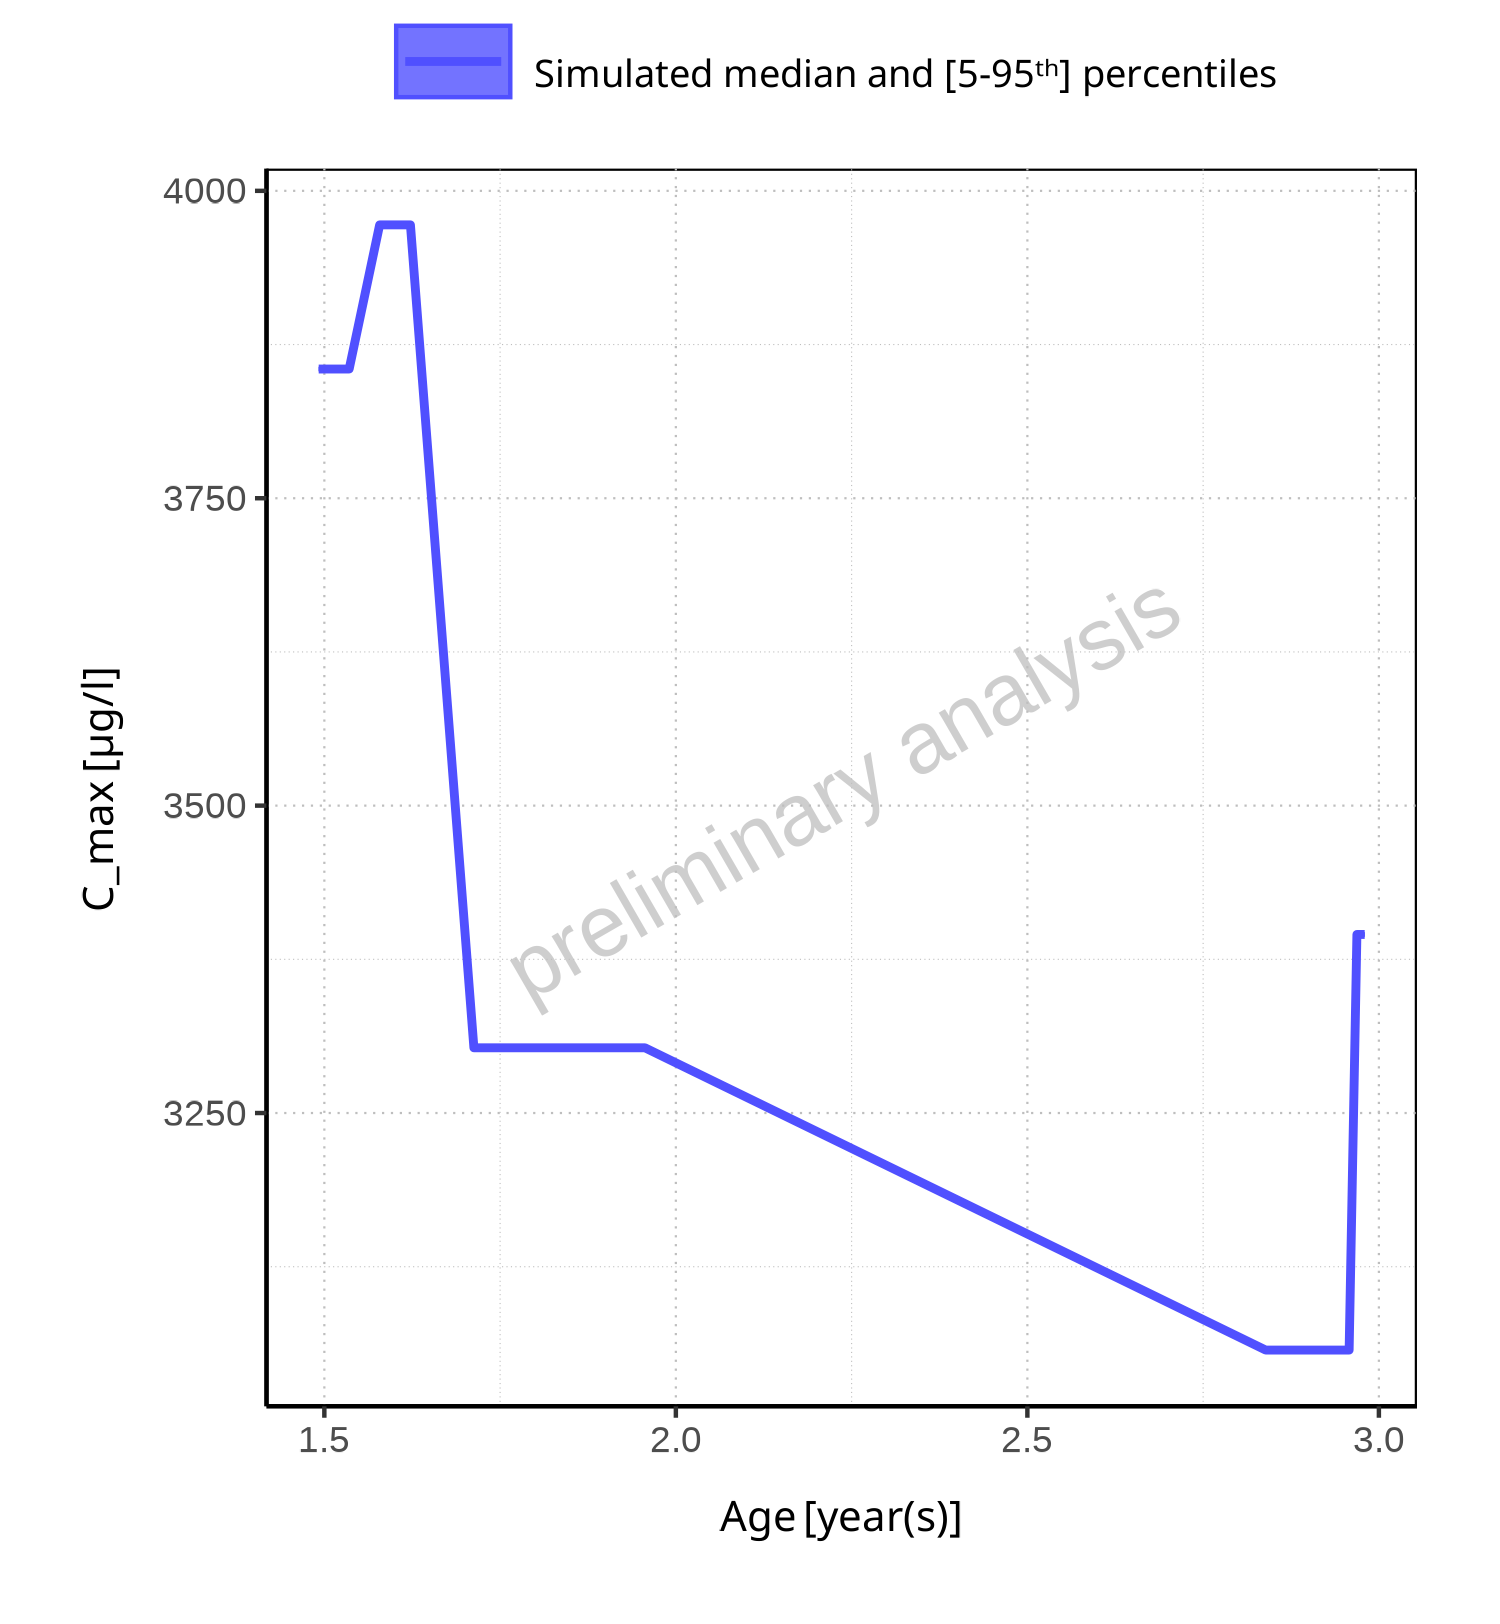 Simulated median and [5-95ᵗʰ] percentiles
4000
3750
3500
3250
C_max [µg/l]
preliminary analysis
1.5 2.0 2.5 3.0
Age [year(s)]